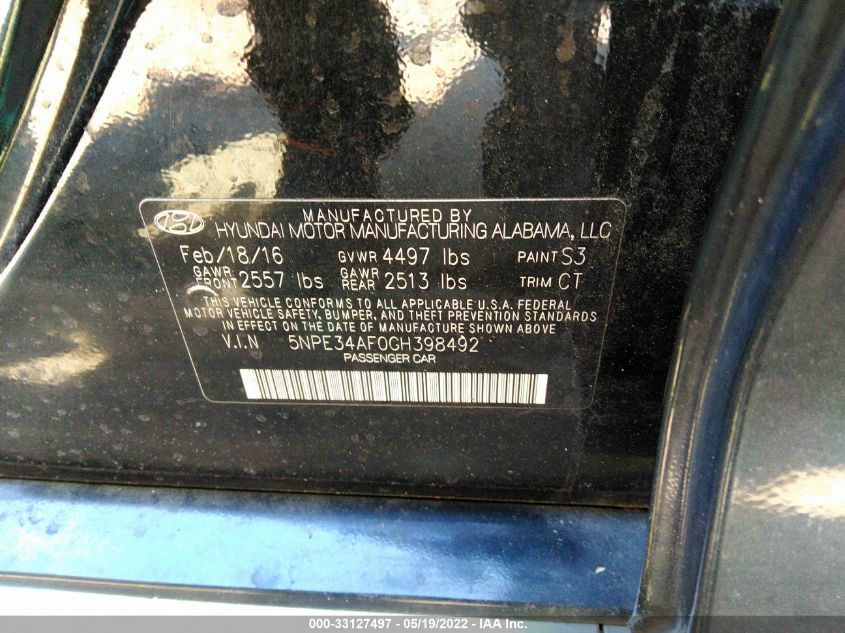 MANUFACTURED BY
HYUNDAI MOTOR MANUFACTURING ALABAMA, LLC
Feb/18/16 GVWR 4497 lbs PAINT S3
GAWR FRONT 2557 lbs GAWR REAR 2513 lbs TRIM CT
THIS VEHICLE CONFORMS TO ALL APPLICABLE U.S.A. FEDERAL
MOTOR VEHICLE SAFETY, BUMPER, AND THEFT PREVENTION STANDARDS
IN EFFECT ON THE DATE OF MANUFACTURE SHOWN ABOVE
V.I.N 5NPE34AF0GH398492
PASSENGER CAR
000-33127497 - 05/19/2022 - IAA Inc.